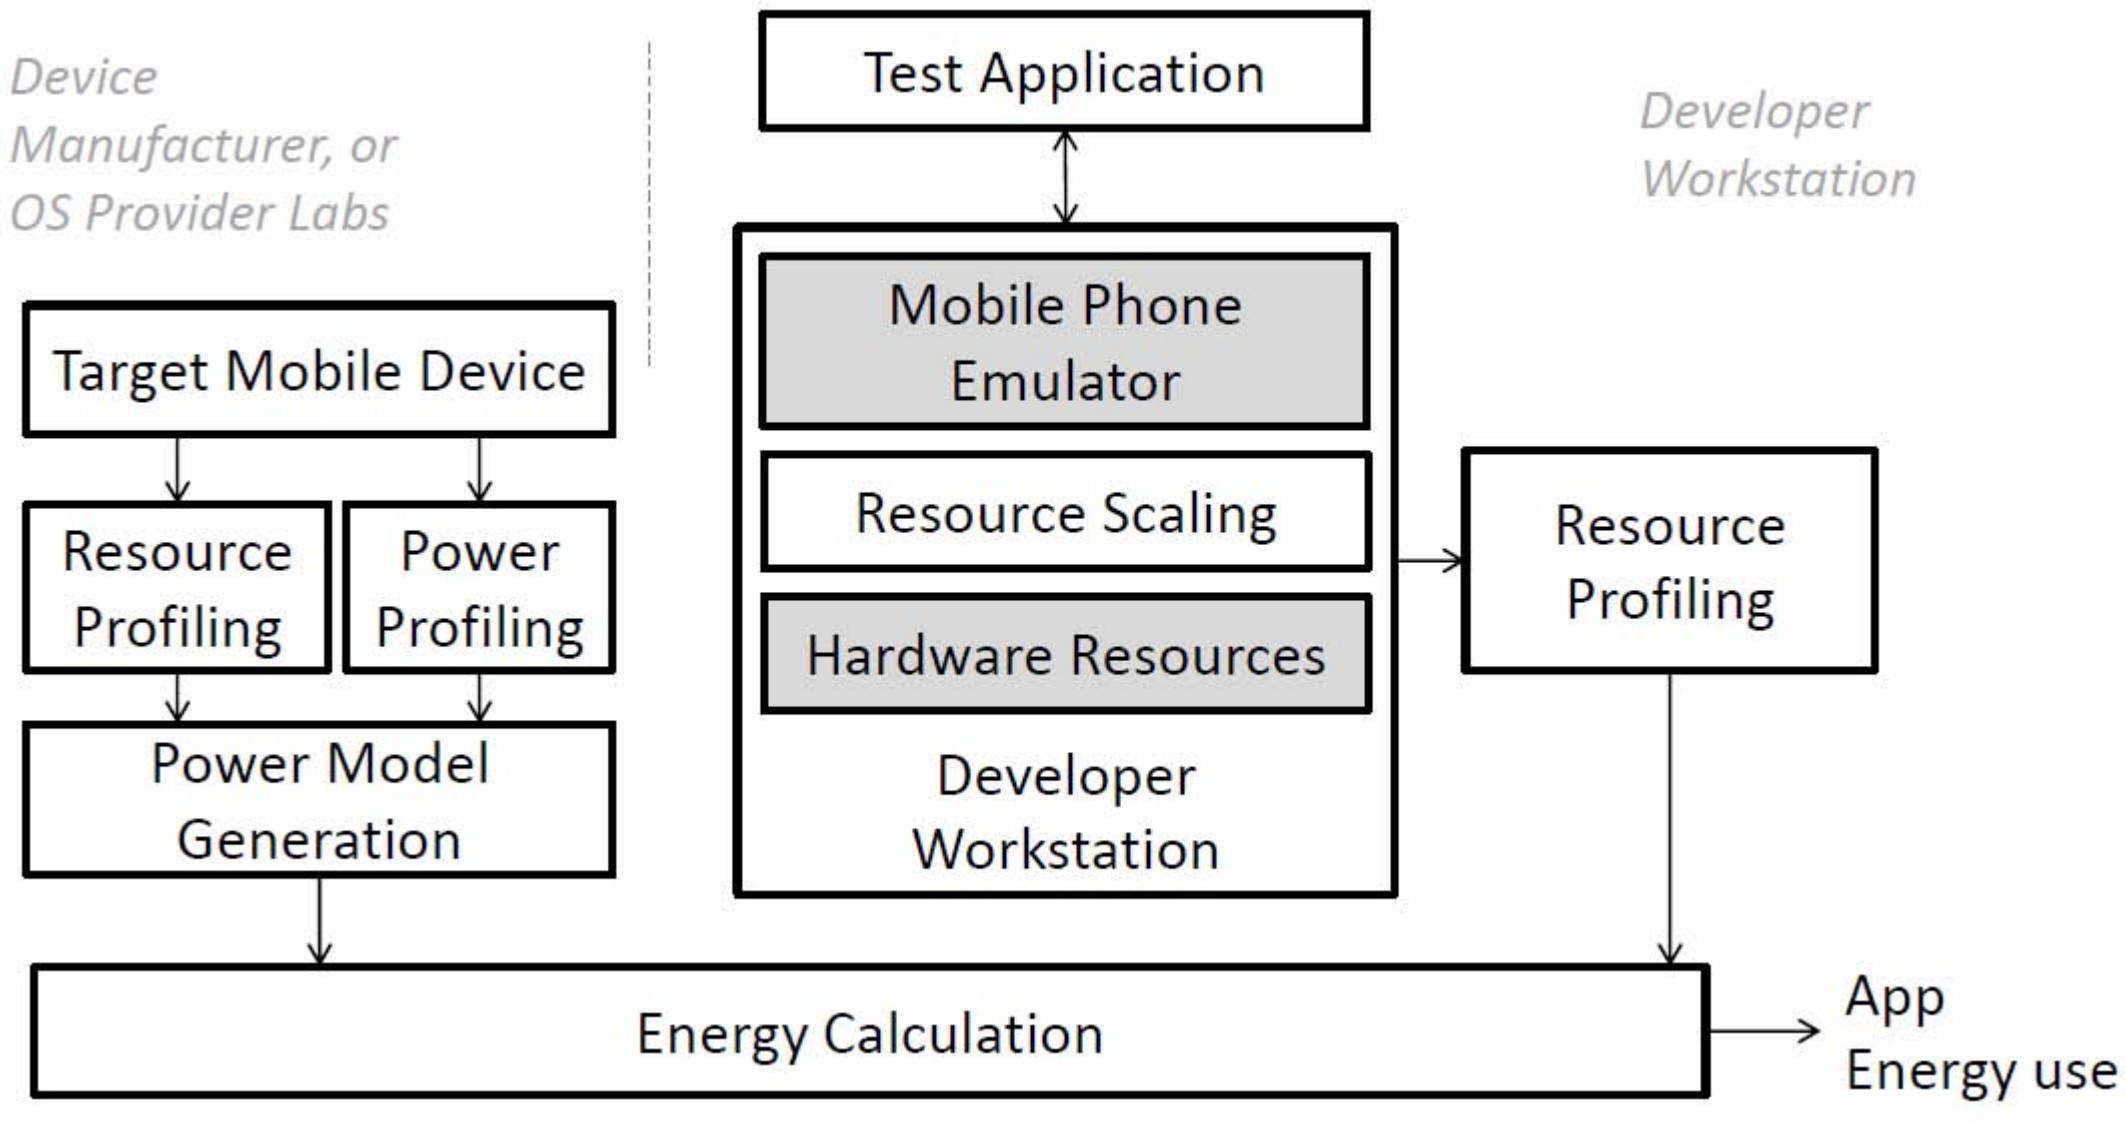 Device
Manufacturer, or
OS Provider Labs
Test Application
Developer
Workstation
Target Mobile Device
Resource
Profiling
Power
Profiling
Power Model
Generation
Mobile Phone
Emulator
Resource Scaling
Hardware Resources
Developer
Workstation
Resource
Profiling
Energy Calculation
App
Energy use